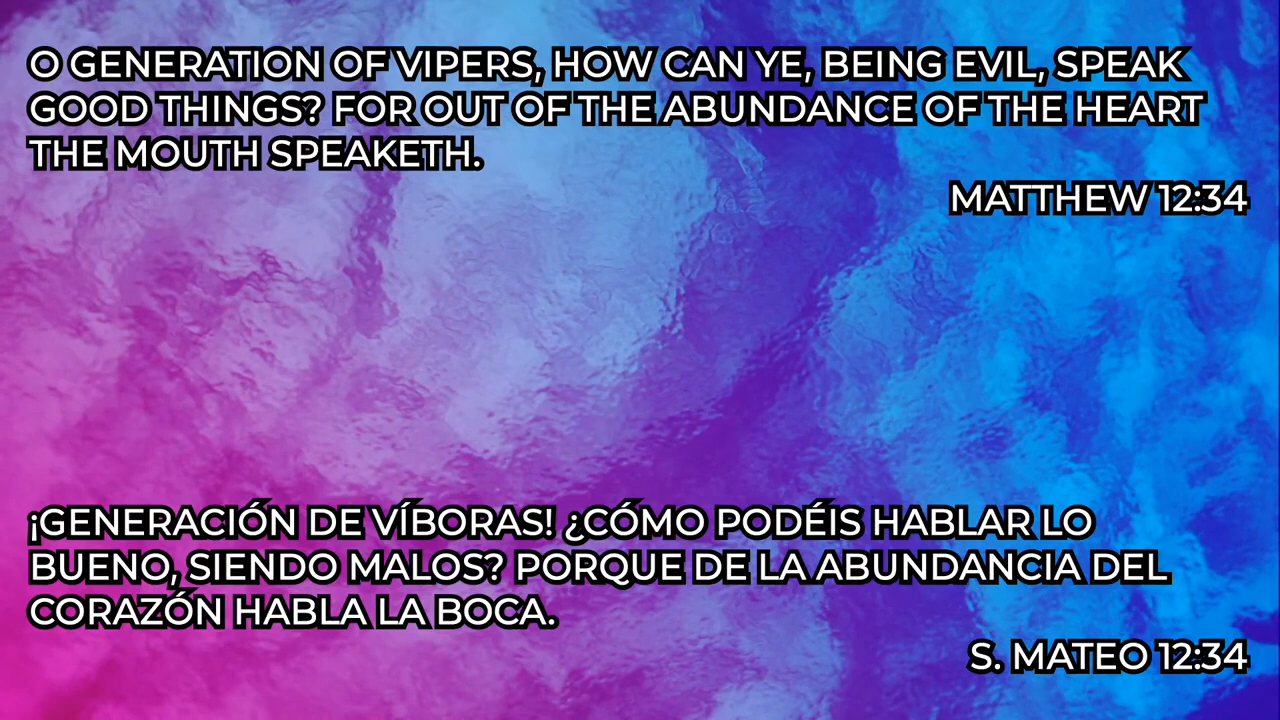 O GENERATION OF VIPERS, HOW CAN YE, BEING EVIL, SPEAK
GOOD THINGS? FOR OUT OF THE ABUNDANCE OF THE HEART
THE MOUTH SPEAKETH.
MATTHEW 12:34
¡GENERACIÓN DE VÍBORAS! ¿CÓMO PODÉIS HABLAR LO
BUENO, SIENDO MALOS? PORQUE DE LA ABUNDANCIA DEL
CORAZÓN HABLA LA BOCA.
S. MATEO 12:34